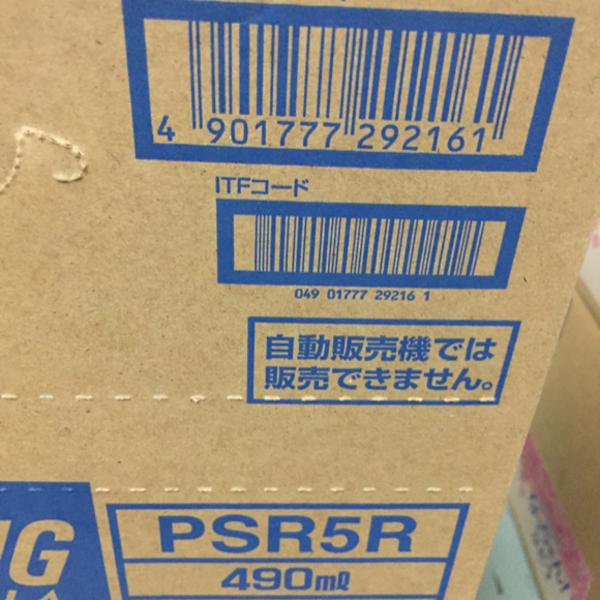 4 901777 292161
ITFコード
049 01777 29216 1
自動販売機では
販売できません。
PSR5R
490ml